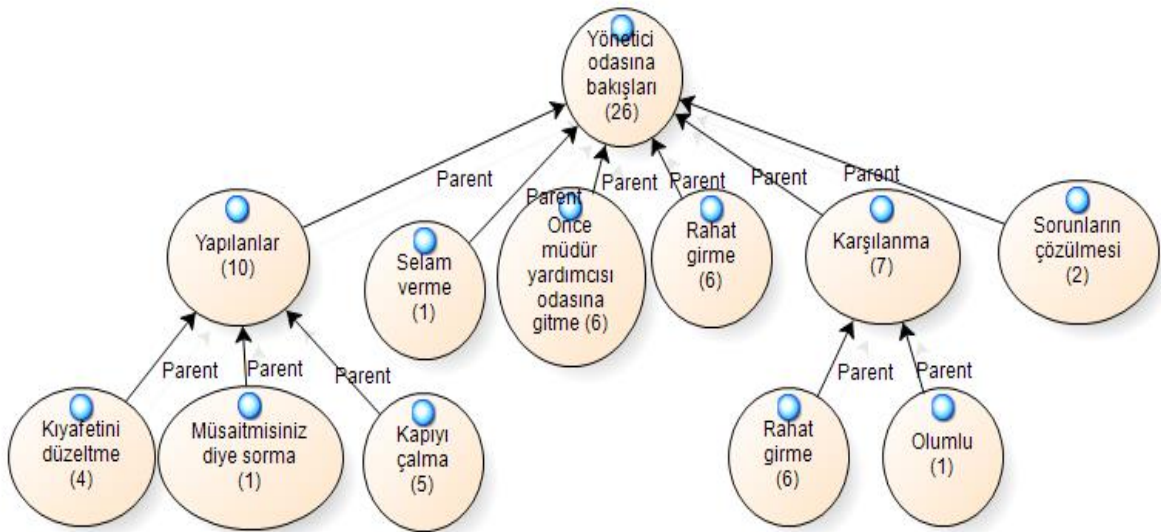 Yönetici
odasına
bakışları
(26)
Parent
Parent
Parent
Parent
Parent
Parent
Yapılanlar
(10)
Selam
verme
(1)
Önce
müdür
yardımcısı
odasına
gitme (6)
Rahat
girme
(6)
Karşılanma
(7)
Sorunların
çözülmesi
(2)
Parent
Parent
Parent
Parent
Parent
Kıyafetini
düzeltme
(4)
Müsaitmisiniz
diye sorma
(1)
Kapıyı
çalma
(5)
Rahat
girme
(6)
Olumlu
(1)